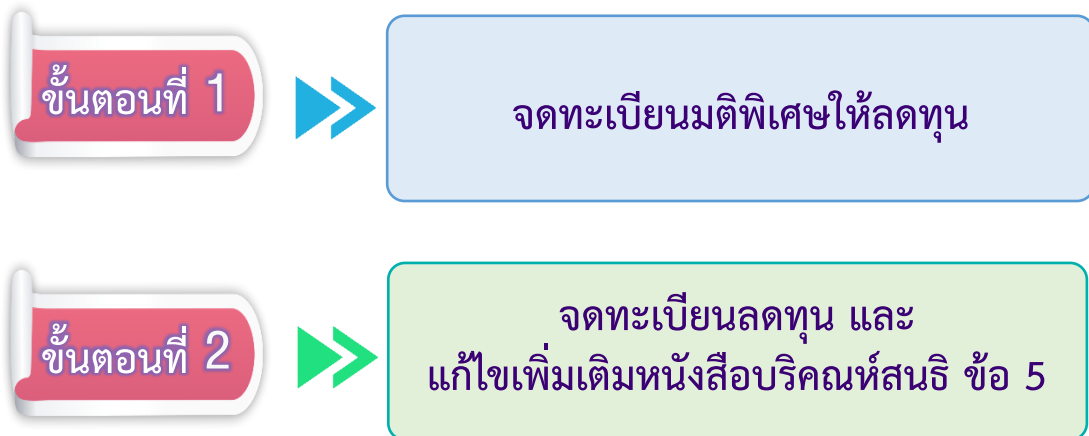 ขั้นตอนที่ 1
จดทะเบียนมติพิเศษให้ลดทุน
ขั้นตอนที่ 2
จดทะเบียนลดทุน และ
แก้ไขเพิ่มเติมหนังสือบริคณห์สนธิ ข้อ 5